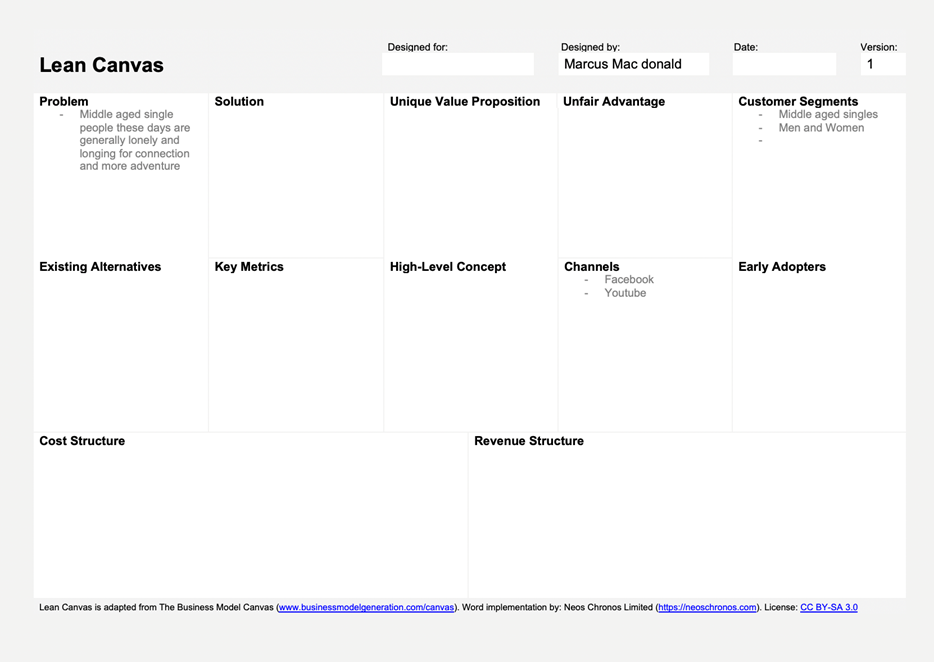 Designed for:
Designed by:
Date:
Version:
Lean Canvas
Marcus Mac donald
1
Problem
- Middle aged single
people these days are
generally lonely and
longing for connection
and more adventure
Solution
Unique Value Proposition
Unfair Advantage
Customer Segments
- Middle aged singles
- Men and Women
-
Existing Alternatives
Key Metrics
High-Level Concept
Channels
- Facebook
- Youtube
Early Adopters
Cost Structure
Revenue Structure
Lean Canvas is adapted from The Business Model Canvas (www.businessmodelgeneration.com/canvas). Word implementation by: Neos Chronos Limited (https://neoschronos.com). License: CC BY-SA 3.0